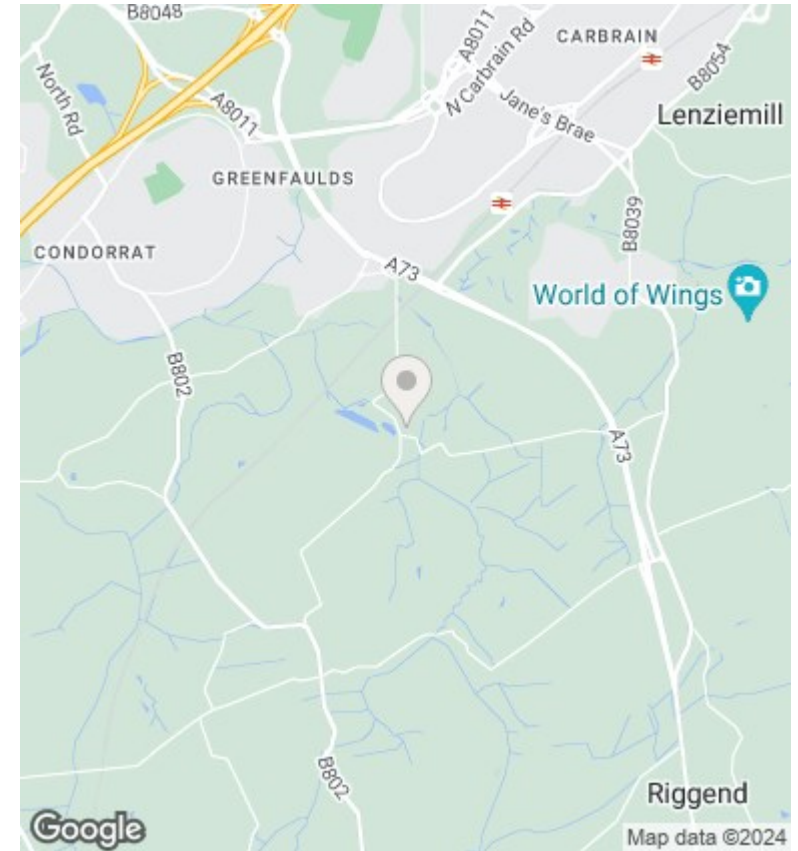 B8048
A8011
CARBRAIN
North Rd
A8011
N Carbrain Rd
B8054
Jane's Brae
Lenziemill
GREENFAULDS
B8039
CONDORRAT
A73
World of Wings
B802
A73
B802
Riggend
Google
Map data ©2024